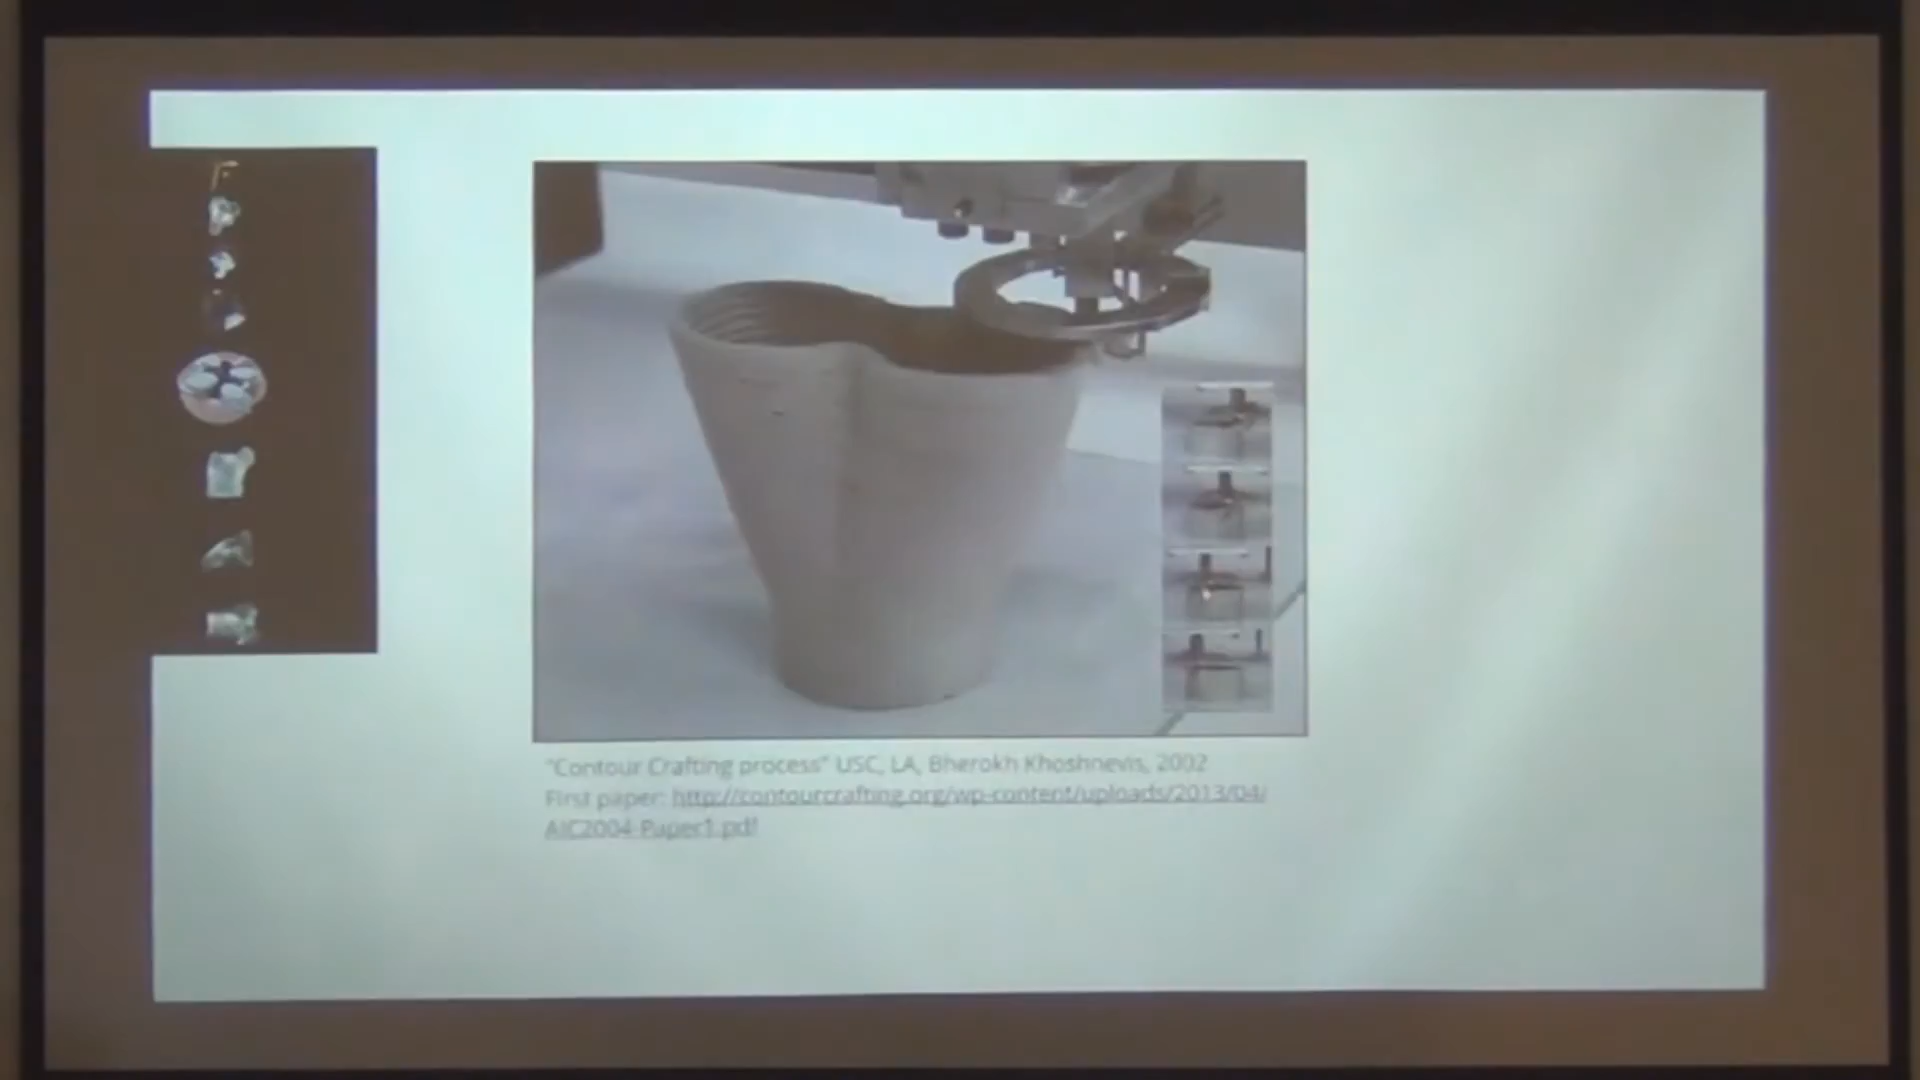 "Contour Crafting process" USC, LA, Bherokh Khoshnevis, 2002
First paper: http://contourcrafting.org/wp-content/uploads/2013/04/
AIC2004-Paper1.pdf